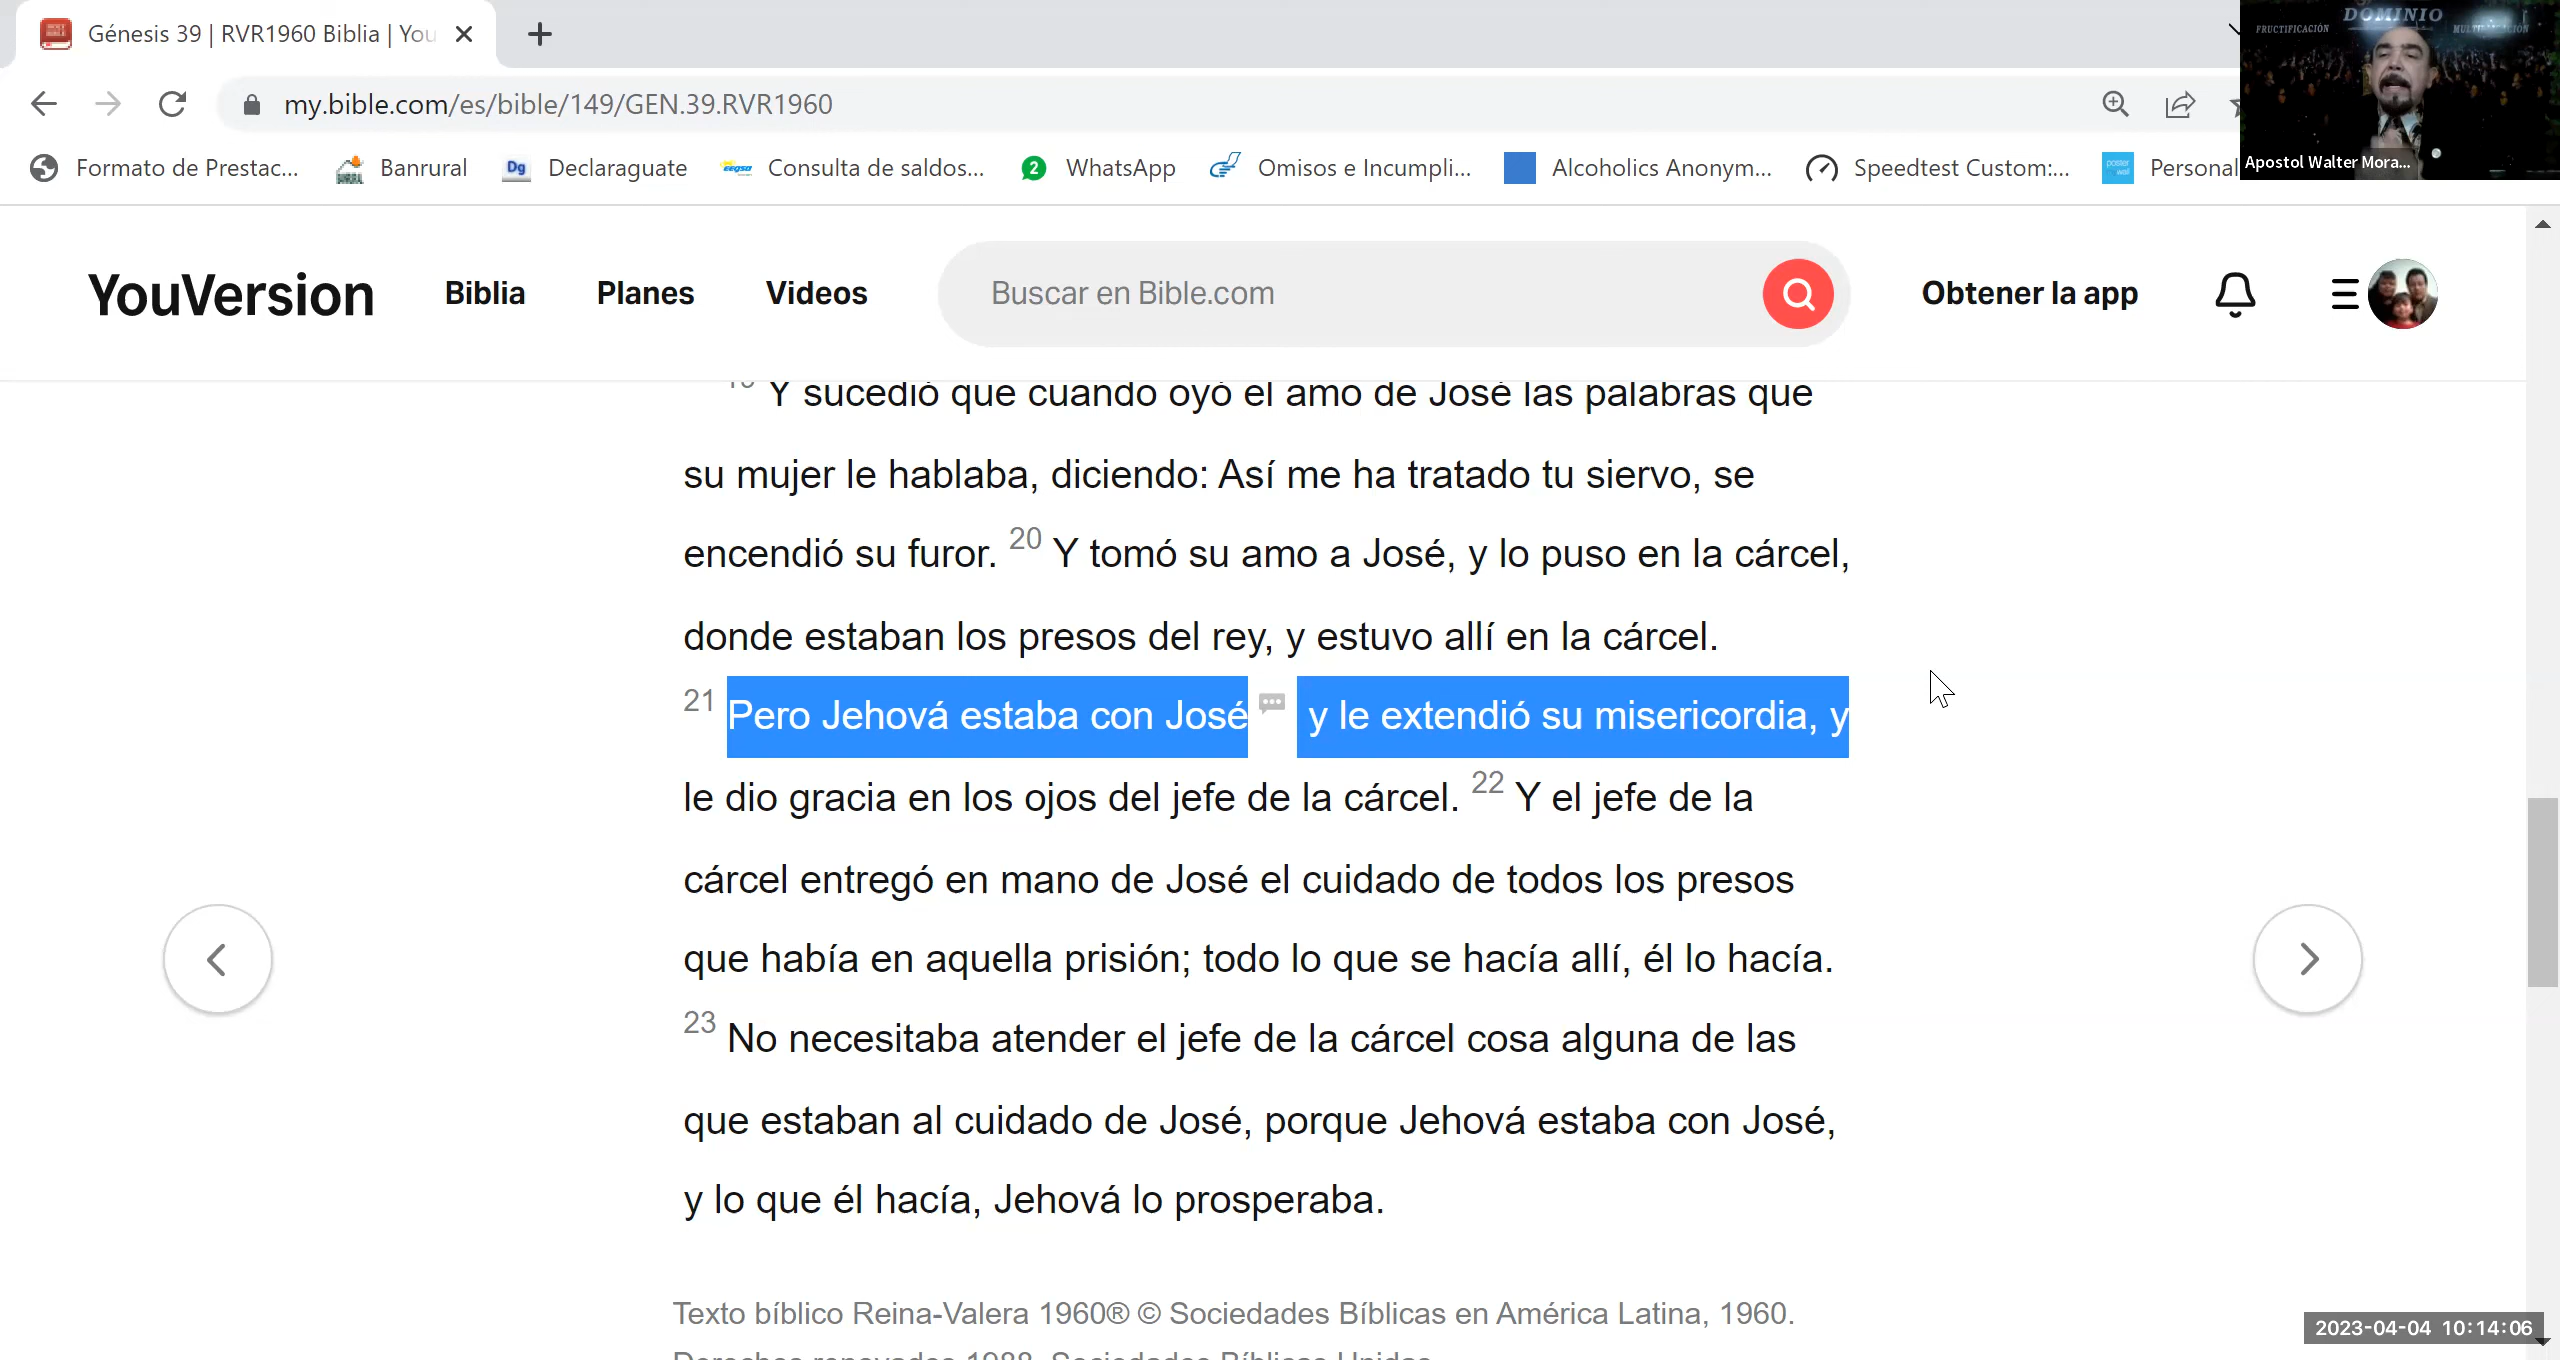 Génesis 39 | RVR1960 Biblia | You
my.bible.com/es/bible/149/GEN.39.RVR1960
Formato de Prestac... Banrural Dg Declaraguate eegsa Consulta de saldos... 2 WhatsApp Omisos e Incumpli... Alcoholics Anonym... Speedtest Custom:... Personal
DOMINIO
FRUCTIFICACIÓN
Apostol Walter Mora...
YouVersion Biblia Planes Videos Buscar en Bible.com Obtener la app
Y sucedió que cuando oyó el amo de José las palabras que
su mujer le hablaba, diciendo: Así me ha tratado tu siervo, se
encendió su furor. 20 Y tomó su amo a José, y lo puso en la cárcel,
donde estaban los presos del rey, y estuvo allí en la cárcel.
21 Pero Jehová estaba con José y le extendió su misericordia, y
le dio gracia en los ojos del jefe de la cárcel. 22 Y el jefe de la
cárcel entregó en mano de José el cuidado de todos los presos
que había en aquella prisión; todo lo que se hacía allí, él lo hacía.
23 No necesitaba atender el jefe de la cárcel cosa alguna de las
que estaban al cuidado de José, porque Jehová estaba con José,
y lo que él hacía, Jehová lo prosperaba.
Texto bíblico Reina-Valera 1960® © Sociedades Bíblicas en América Latina, 1960.
2023-04-04 10:14:06